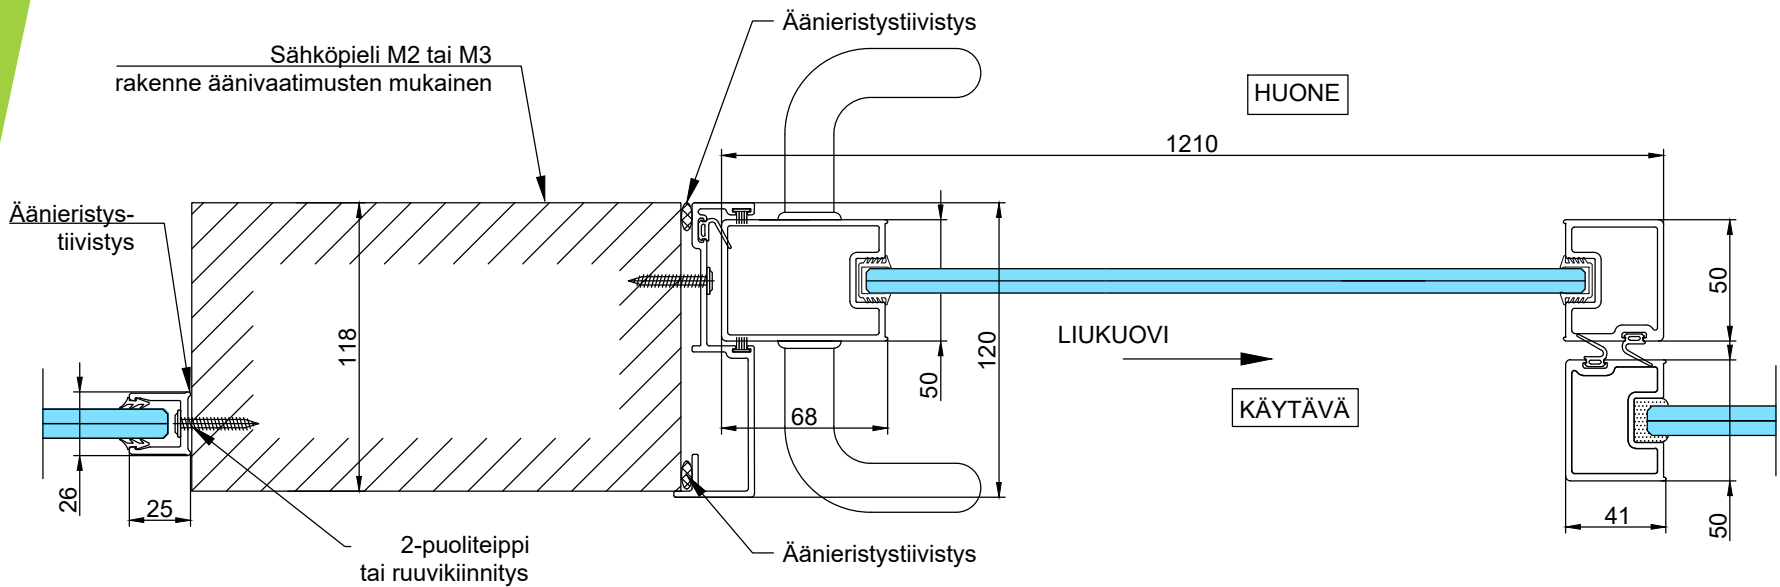 Äänieristystiivistys
Sähköpieli M2 tai M3
rakenne äänivaatimusten mukainen
HUONE
1210
Äänieristys-
tiivistys
118
120
50
50
LIUKUOVI
KÄYTÄVÄ
68
26
25
41
50
2-puoliteippi
tai ruuvikiinnitys
Äänieristystiivistys